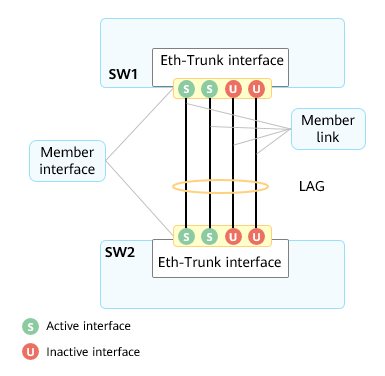 Eth-Trunk interface
SW1
S S U U
Member
link
Member
interface
LAG
S S U U
SW2
Eth-Trunk interface
S Active interface
U Inactive interface